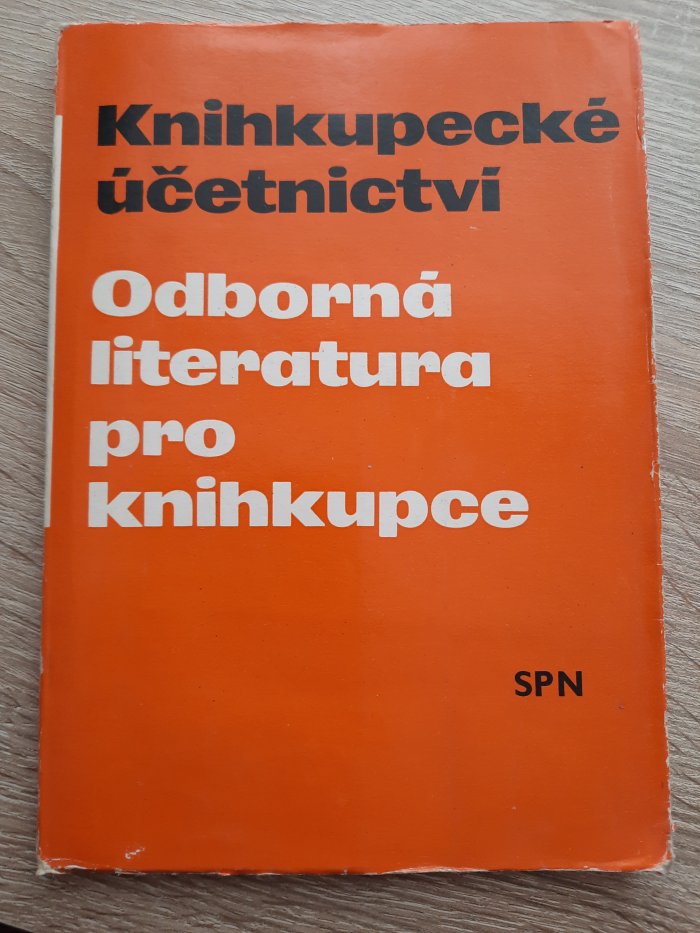 Knihkupecké
účetnictví
Odborná
literatura
pro
knihkupce
SPN